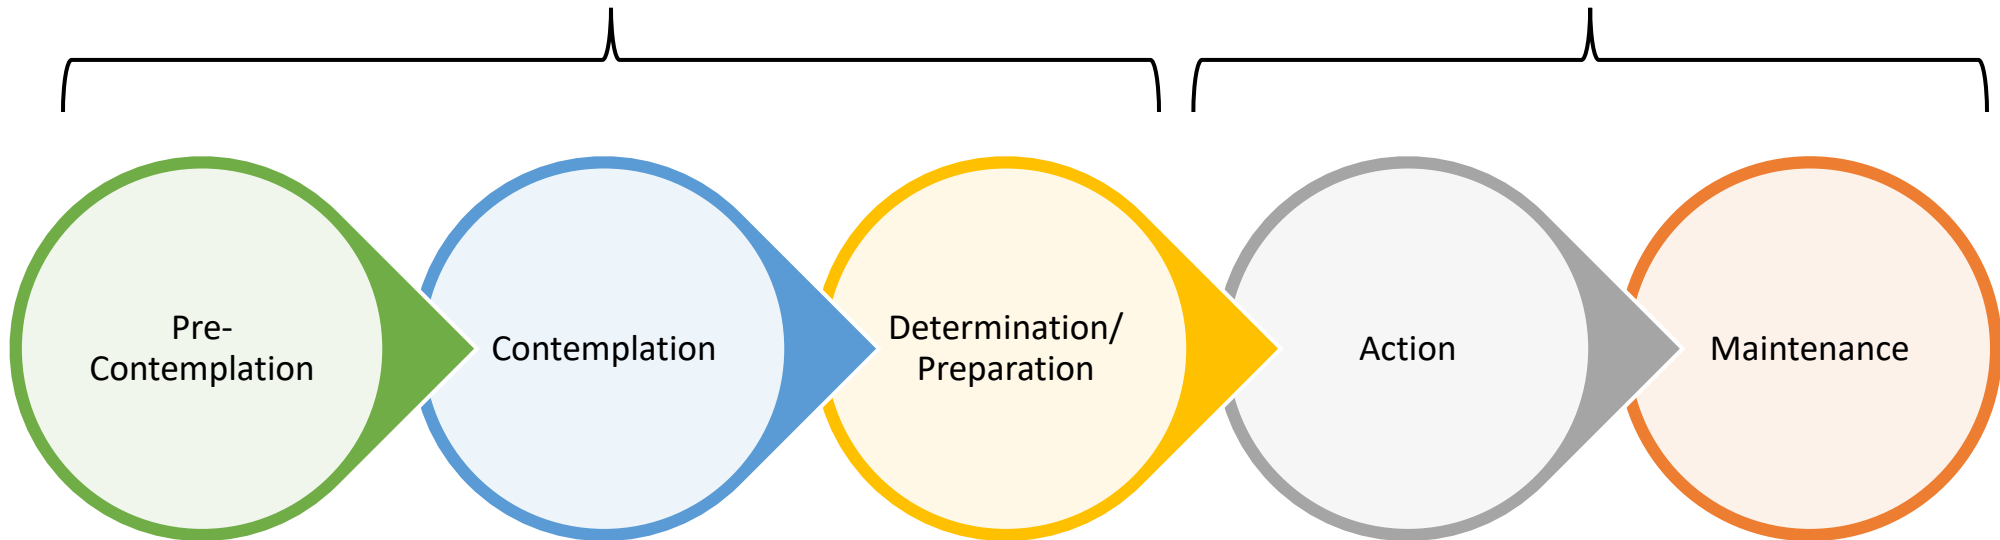 Pre-
Contemplation
Contemplation
Determination/
Preparation
Action
Maintenance